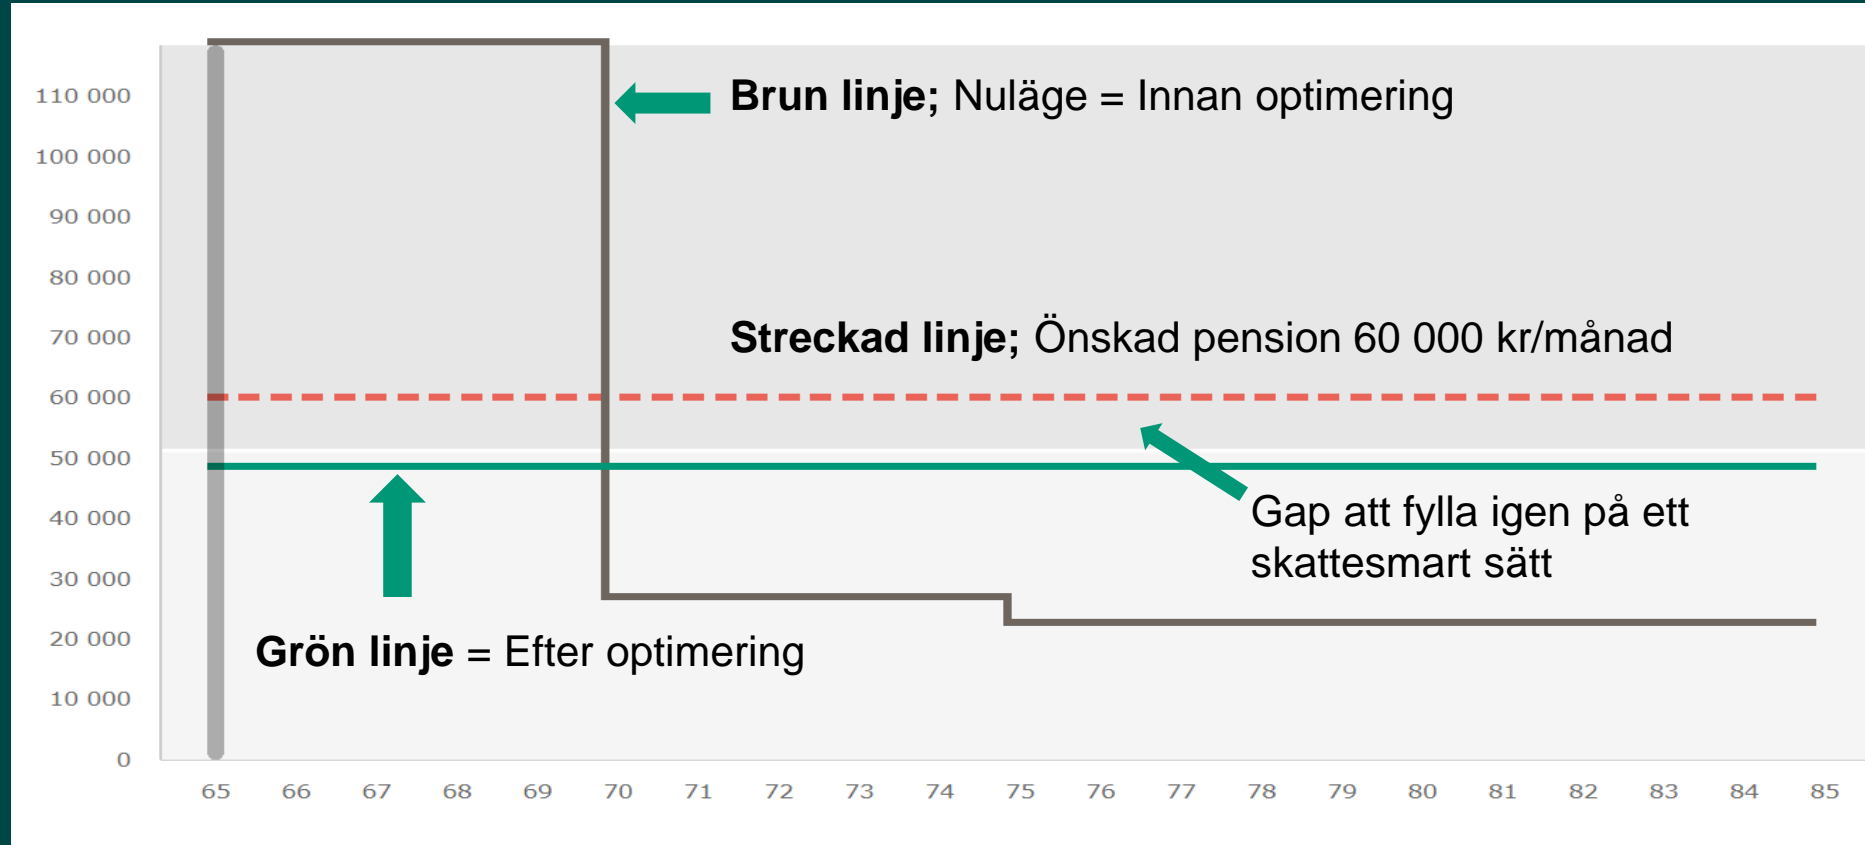 110 000
100 000
90 000
80 000
70 000
60 000
50 000
40 000
30 000
20 000
10 000
0
Brun linje; Nuläge = Innan optimering
Streckad linje; Önskad pension 60 000 kr/månad
Gap att fylla igen på ett
skattesmart sätt
Grön linje = Efter optimering
65 66 67 68 69 70 71 72 73 74 75 76 77 78 79 80 81 82 83 84 85